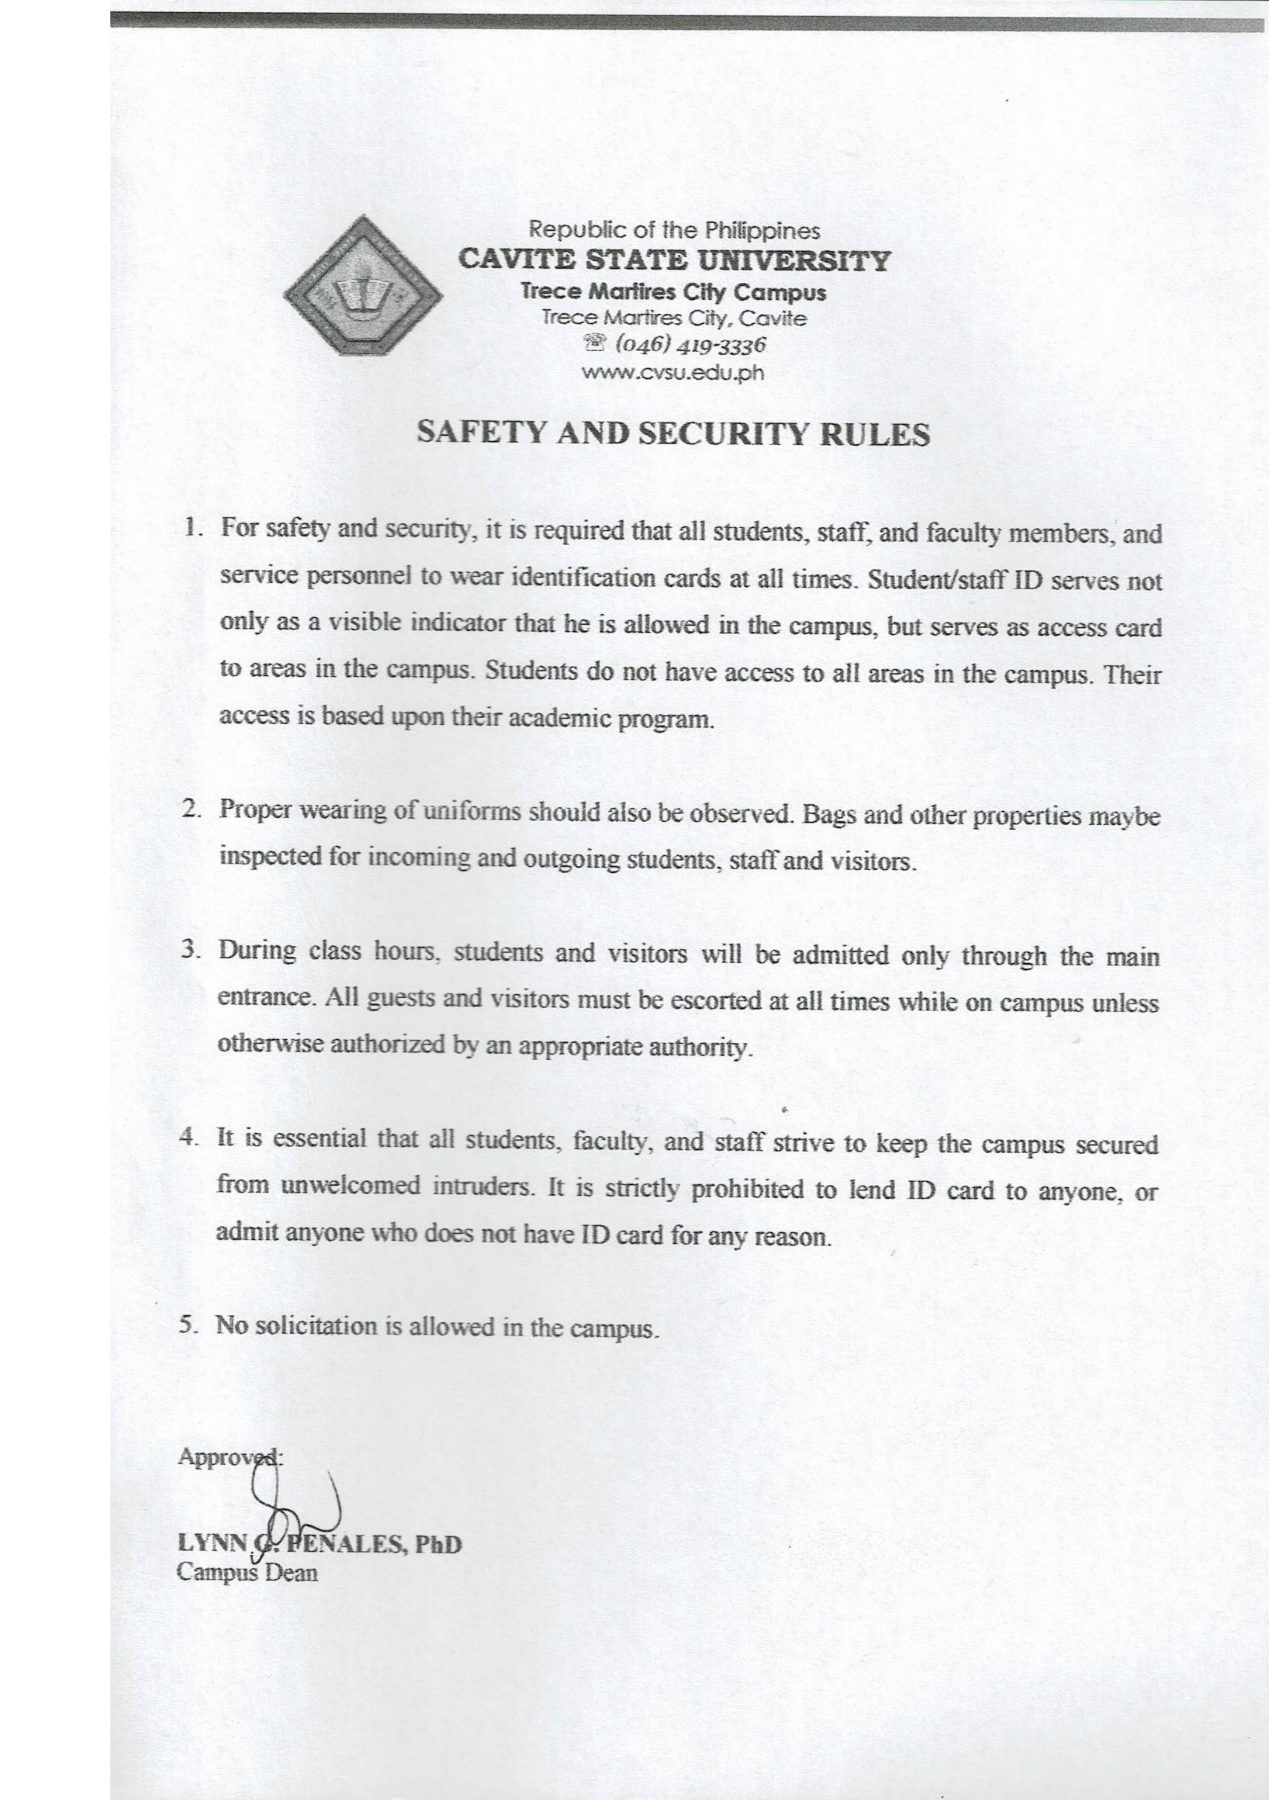 Republic of the Philippines
CAVITE STATE UNIVERSITY
Trece Martires City Campus
Trece Martires City, Cavite
☏ (046) 419-3336
www.cvsu.edu.ph
SAFETY AND SECURITY RULES
1. For safety and security, it is required that all students, staff, and faculty members, and
service personnel to wear identification cards at all times. Student/staff ID serves not
only as a visible indicator that he is allowed in the campus, but serves as access card
to areas in the campus. Students do not have access to all areas in the campus. Their
access is based upon their academic program.
2. Proper wearing of uniforms should also be observed. Bags and other properties maybe
inspected for incoming and outgoing students, staff and visitors.
3. During class hours, students and visitors will be admitted only through the main
entrance. All guests and visitors must be escorted at all times while on campus unless
otherwise authorized by an appropriate authority.
4. It is essential that all students, faculty, and staff strive to keep the campus secured
from unwelcomed intruders. It is strictly prohibited to lend ID card to anyone, or
admit anyone who does not have ID card for any reason.
5. No solicitation is allowed in the campus.
Approved:
LYNN G. PENALES, PhD
Campus Dean